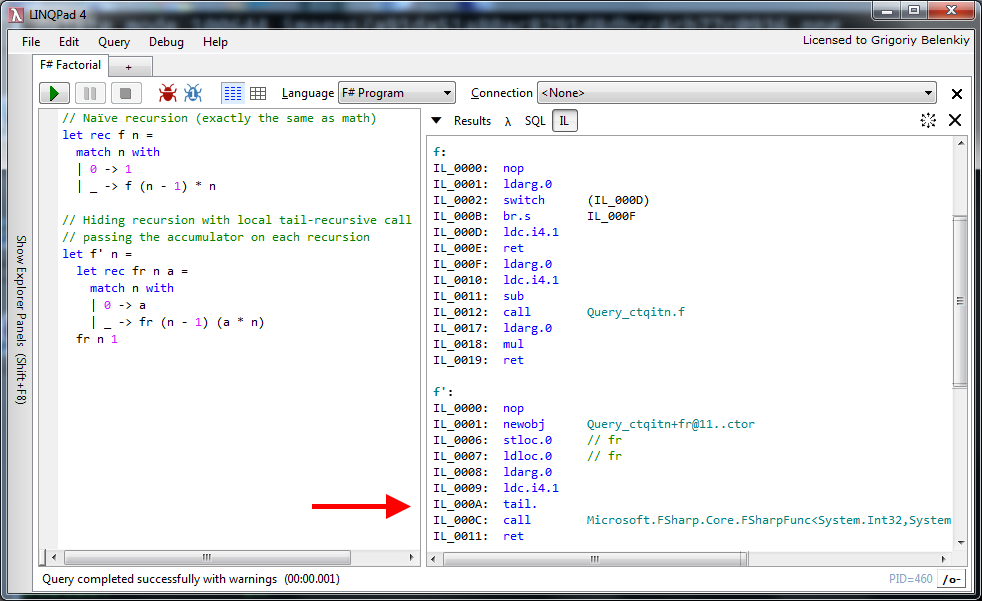 LINQPad 4
File Edit Query Debug Help
Licensed to Grigoriy Belenkiy
F# Factorial
+
Language F# Program Connection <None>
// Naïve recursion (exactly the same as math)
let rec f n =
match n with
| 0 -> 1
| _ -> f (n - 1) * n
// Hiding recursion with local tail-recursive call
// passing the accumulator on each recursion
let f' n =
let rec fr n a =
match n with
| 0 -> a
| _ -> fr (n - 1) (a * n)
fr n 1
Show Explorer Panels (Shift+F8)
Results λ SQL IL
f:
IL_0000: nop
IL_0001: ldarg.0
IL_0002: switch (IL_000D)
IL_000B: br.s IL_000F
IL_000D: ldc.i4.1
IL_000E: ret
IL_000F: ldarg.0
IL_0010: ldc.i4.1
IL_0011: sub
IL_0012: call Query_ctqitn.f
IL_0017: ldarg.0
IL_0018: mul
IL_0019: ret
f':
IL_0000: nop
IL_0001: newobj Query_ctqitn+fr@11..ctor
IL_0006: stloc.0 // fr
IL_0007: ldloc.0 // fr
IL_0008: ldarg.0
IL_0009: ldc.i4.1
IL_000A: tail.
IL_000C: call Microsoft.FSharp.Core.FSharpFunc<System.Int32,System
IL_0011: ret
Query completed successfully with warnings (00:00.001)
PID=460 /o-